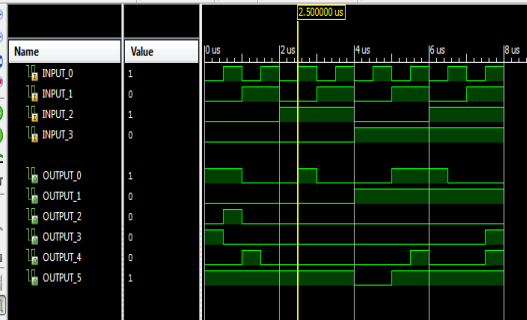 2.500000 us
Name Value
0 us 2 us 4 us 6 us 8 us
INPUT_0 1
INPUT_1 0
INPUT_2 1
INPUT_3 0
OUTPUT_0 1
OUTPUT_1 0
OUTPUT_2 0
OUTPUT_3 0
OUTPUT_4 0
OUTPUT_5 1